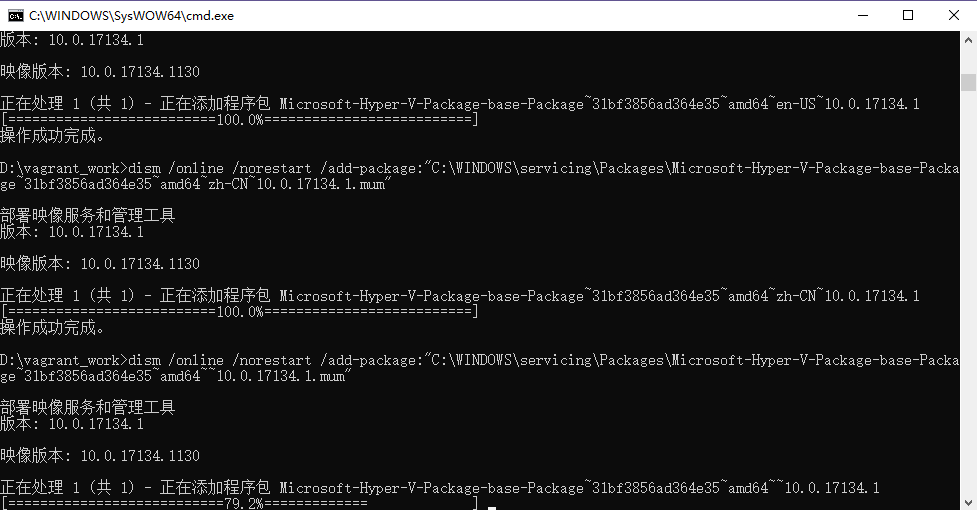 C:\WINDOWS\SysWOW64\cmd.exe
版本: 10.0.17134.1
映像版本: 10.0.17134.1130
正在处理 1 (共 1) - 正在添加程序包 Microsoft-Hyper-V-Package-base-Package~31bf3856ad364e35~amd64~en-US~10.0.17134.1
[==========================100.0%==========================]
操作成功完成。
D:\vagrant_work>dism /online /norestart /add-package:"C:\WINDOWS\servicing\Packages\Microsoft-Hyper-V-Package-base-Packa
ge~31bf3856ad364e35~amd64~zh-CN~10.0.17134.1.mum"
部署映像服务和管理工具
版本: 10.0.17134.1
映像版本: 10.0.17134.1130
正在处理 1 (共 1) - 正在添加程序包 Microsoft-Hyper-V-Package-base-Package~31bf3856ad364e35~amd64~zh-CN~10.0.17134.1
[==========================100.0%==========================]
操作成功完成。
D:\vagrant_work>dism /online /norestart /add-package:"C:\WINDOWS\servicing\Packages\Microsoft-Hyper-V-Package-base-Packa
ge~31bf3856ad364e35~amd64~~10.0.17134.1.mum"
部署映像服务和管理工具
版本: 10.0.17134.1
映像版本: 10.0.17134.1130
正在处理 1 (共 1) - 正在添加程序包 Microsoft-Hyper-V-Package-base-Package~31bf3856ad364e35~amd64~~10.0.17134.1
[===========================79.2%=============             ]